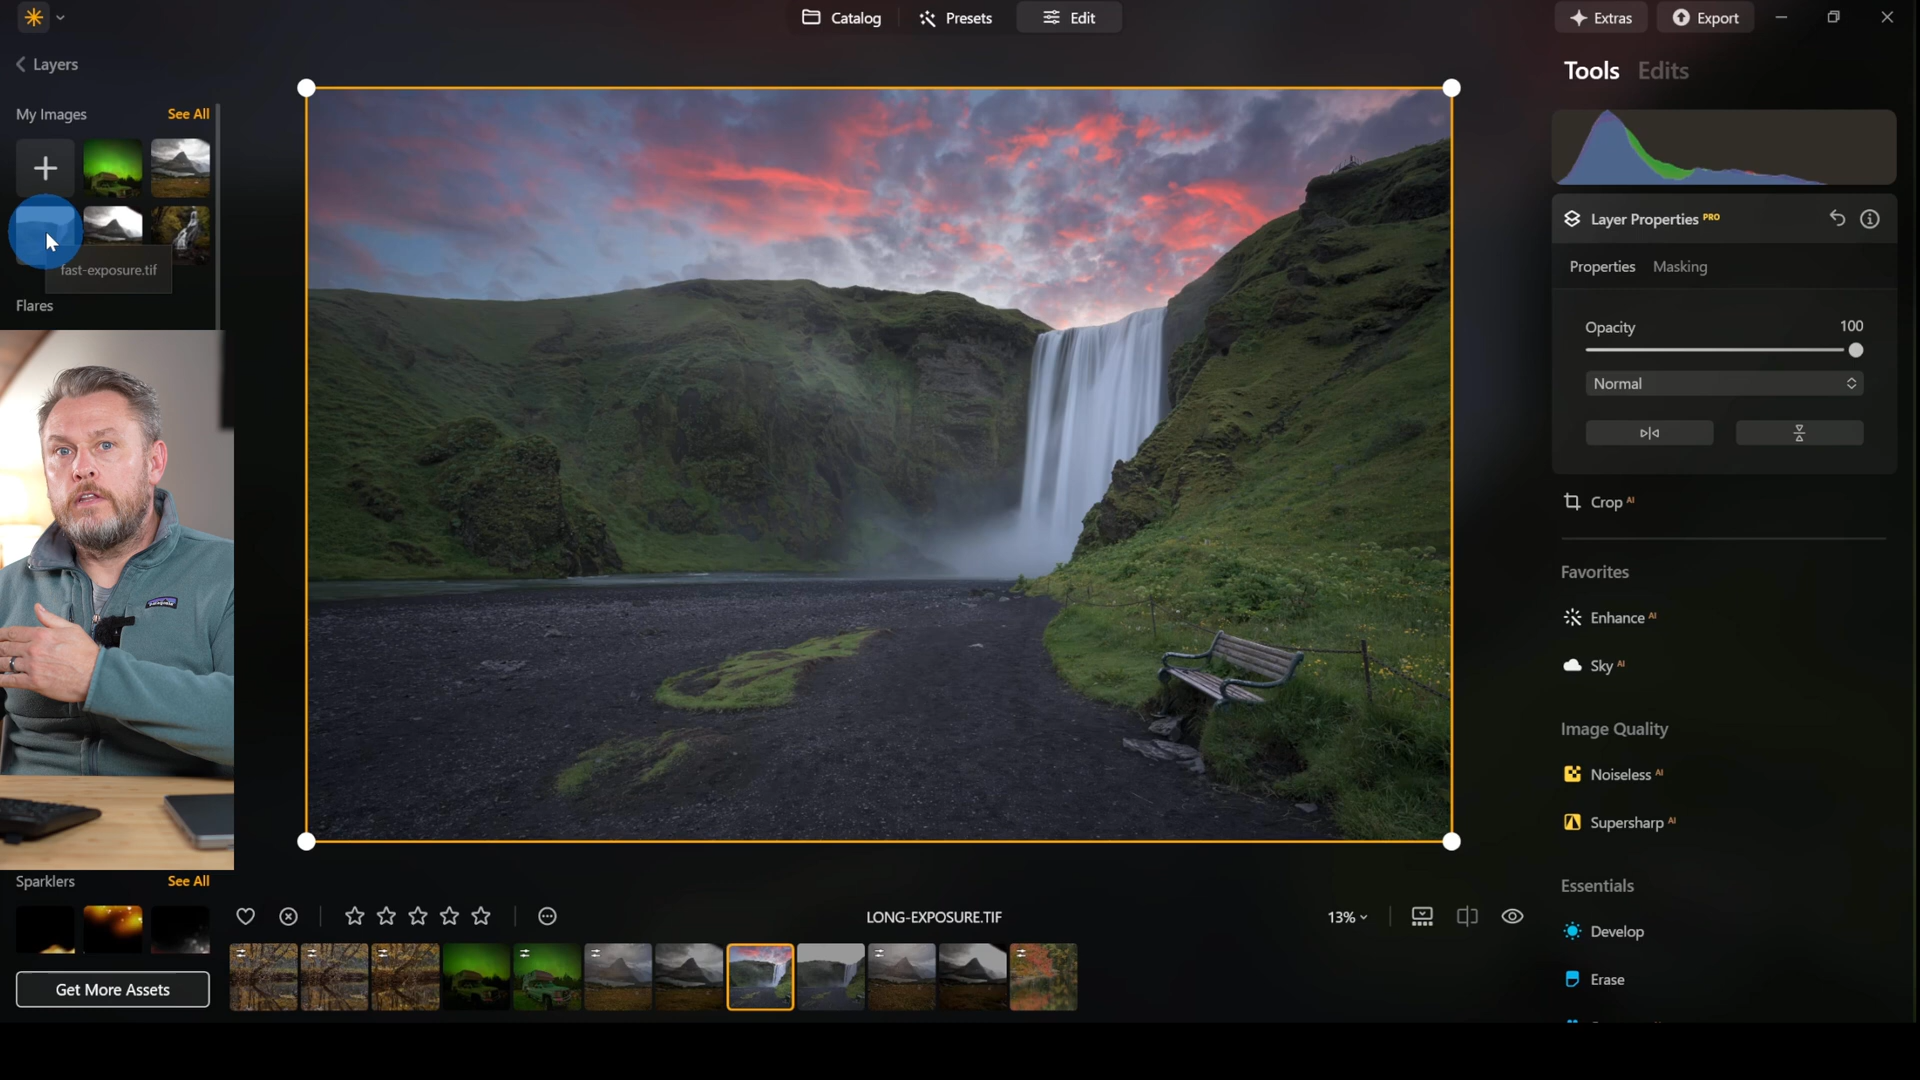 Catalog
Presets
Edit
Extras
Export
Layers
Tools
Edits
My Images
See All
fast-exposure.tif
Flares
Layer Properties PRO
Properties
Masking
Opacity
100
Normal
Crop AI
Favorites
Enhance AI
Sky AI
Image Quality
Noiseless AI
Supersharp AI
Essentials
Develop
Erase
Sparklers
See All
Get More Assets
LONG-EXPOSURE.TIF
13%
patagonia